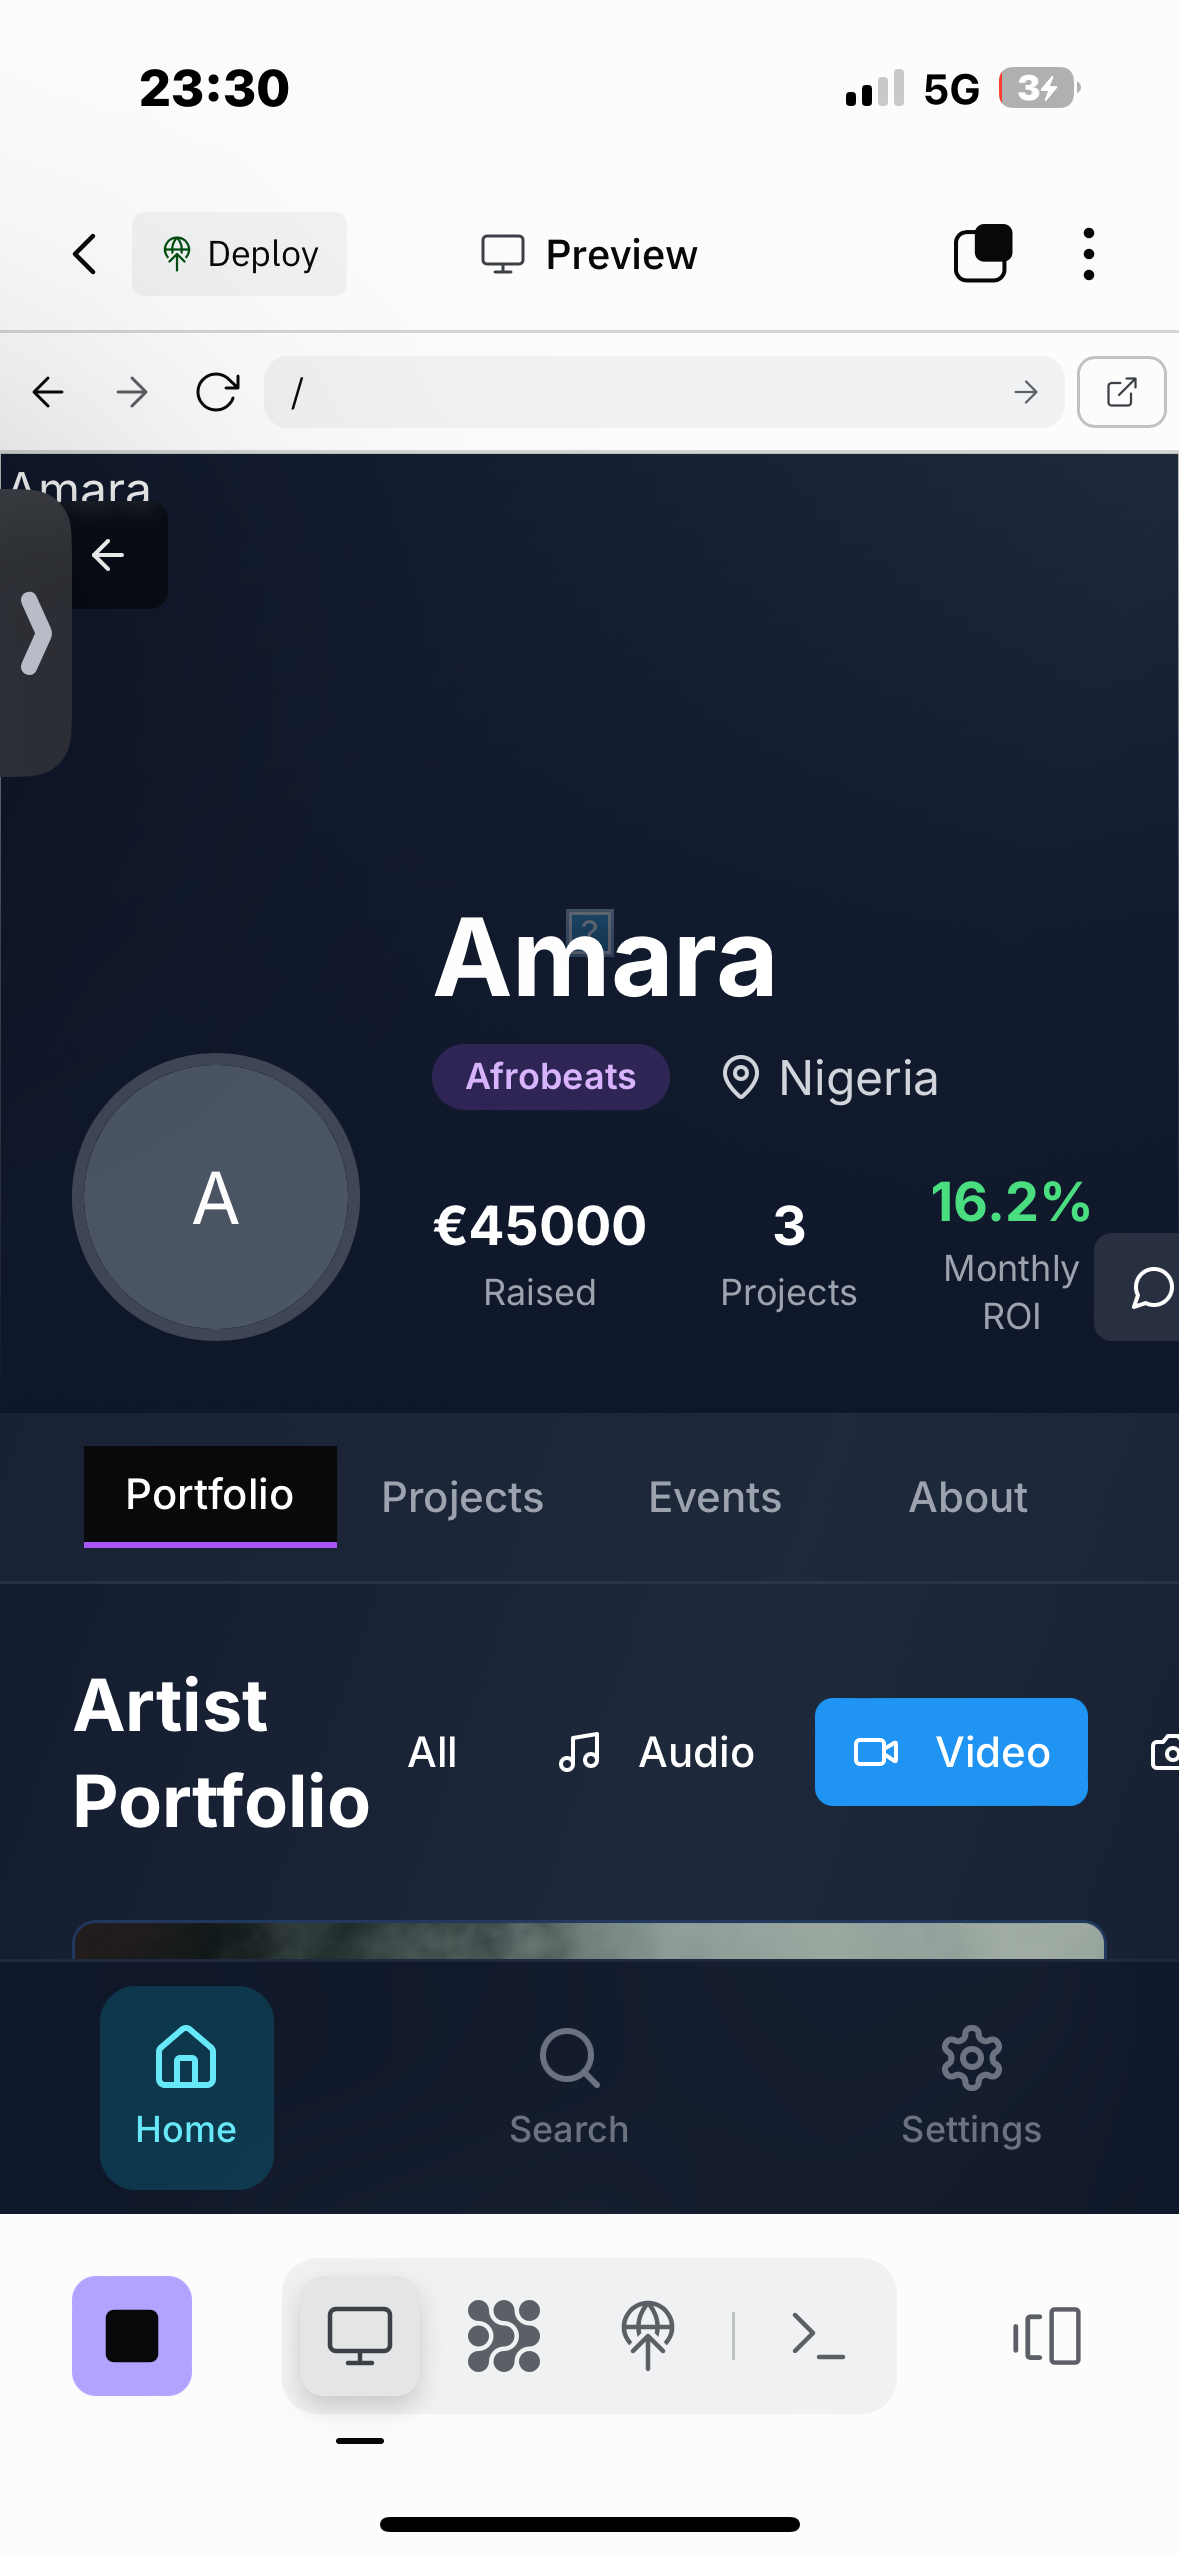 23:30
5G
3
Deploy
Preview
/
Amara
?
Amara
Afrobeats
Nigeria
A
€45000
Raised
3
Projects
16.2%
Monthly
ROI
Portfolio
Projects
Events
About
Artist
Portfolio
All
Audio
Video
Home
Search
Settings